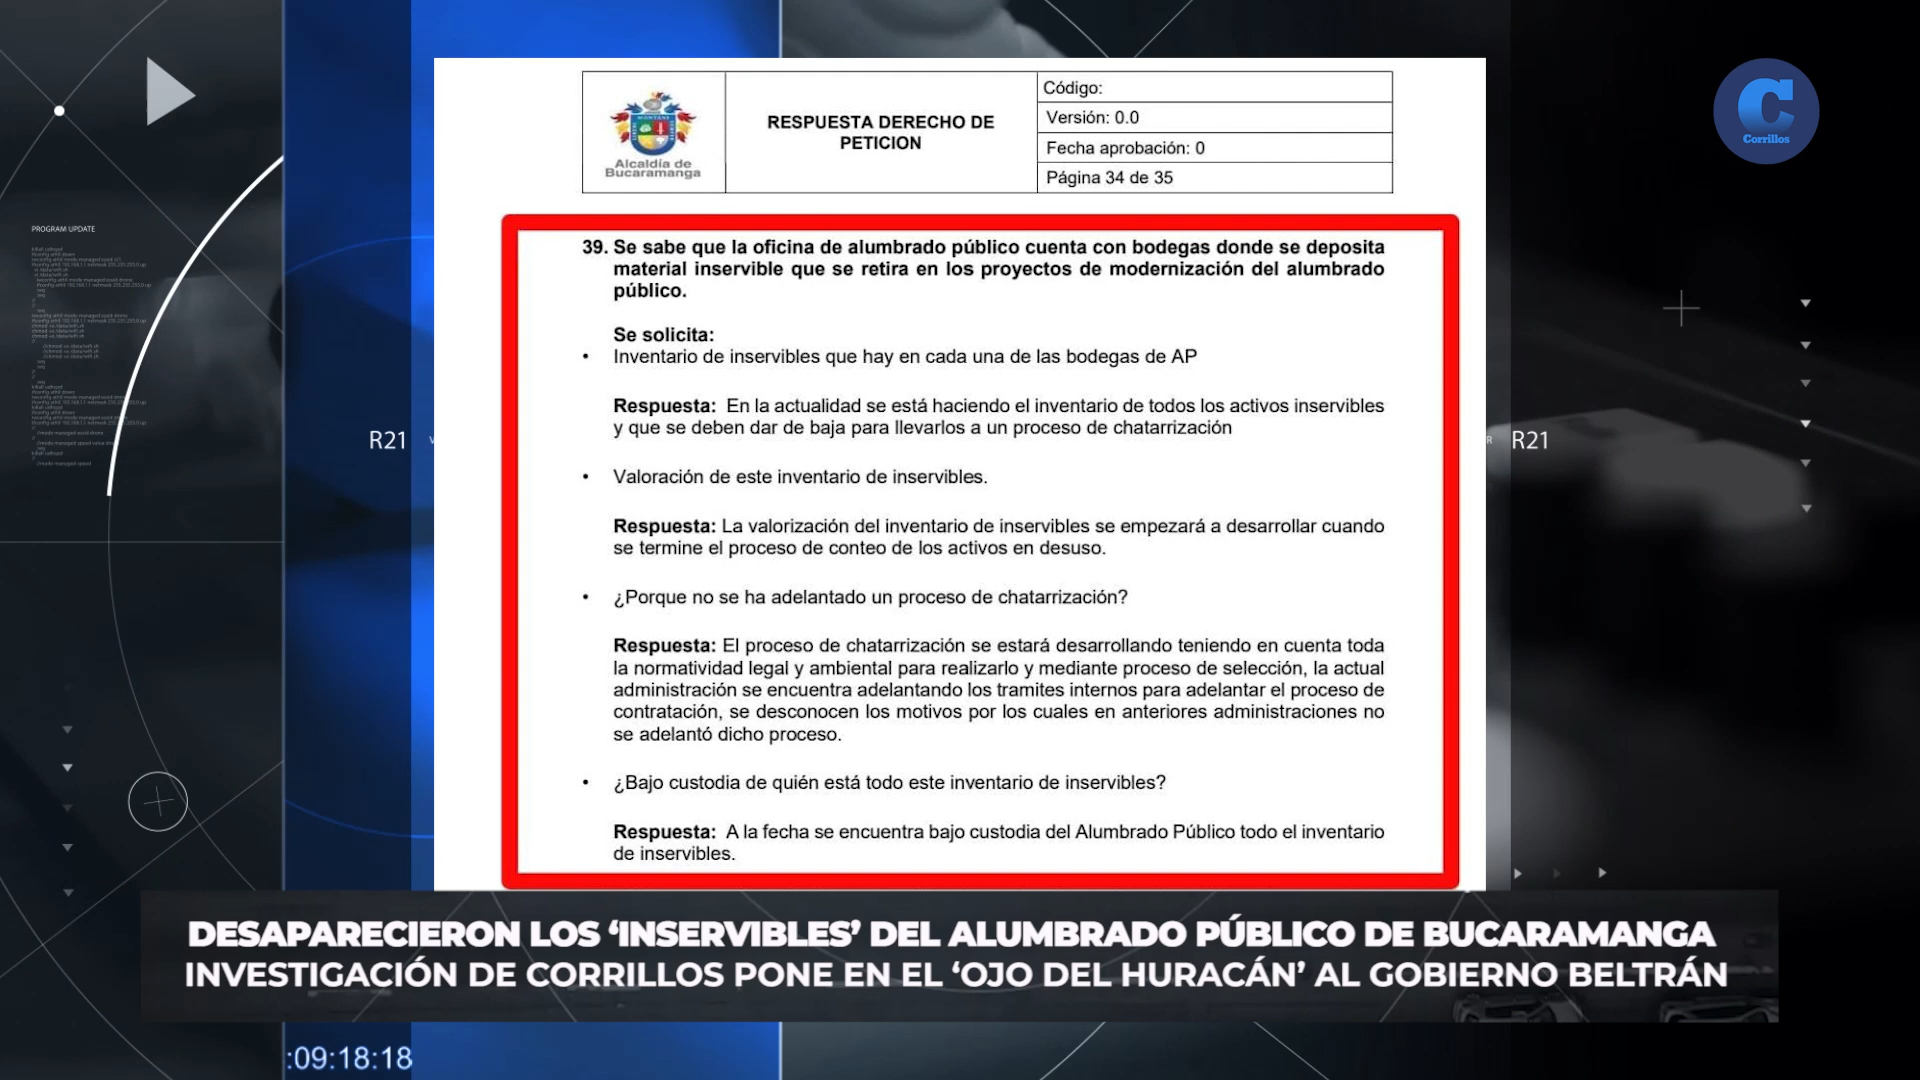 Corrillos
PROGRAM UPDATE
R21
R21
Alcaldía de
Bucaramanga
RESPUESTA DERECHO DE
PETICION
Código:
Versión: 0.0
Fecha aprobación: 0
Página 34 de 35
39. Se sabe que la oficina de alumbrado público cuenta con bodegas donde se deposita
material inservible que se retira en los proyectos de modernización del alumbrado
público.
Se solicita:
• Inventario de inservibles que hay en cada una de las bodegas de AP
Respuesta: En la actualidad se está haciendo el inventario de todos los activos inservibles
y que se deben dar de baja para llevarlos a un proceso de chatarrización
• Valoración de este inventario de inservibles.
Respuesta: La valorización del inventario de inservibles se empezará a desarrollar cuando
se termine el proceso de conteo de los activos en desuso.
• ¿Porque no se ha adelantado un proceso de chatarrización?
Respuesta: El proceso de chatarrización se estará desarrollando teniendo en cuenta toda
la normatividad legal y ambiental para realizarlo y mediante proceso de selección, la actual
administración se encuentra adelantando los tramites internos para adelantar el proceso de
contratación, se desconocen los motivos por los cuales en anteriores administraciones no
se adelantó dicho proceso.
• ¿Bajo custodia de quién está todo este inventario de inservibles?
Respuesta: A la fecha se encuentra bajo custodia del Alumbrado Público todo el inventario
de inservibles.
DESAPARECIERON LOS ‘INSERVIBLES’ DEL ALUMBRADO PÚBLICO DE BUCARAMANGA
INVESTIGACIÓN DE CORRILLOS PONE EN EL ‘OJO DEL HURACÁN’ AL GOBIERNO BELTRÁN
:09:18:18